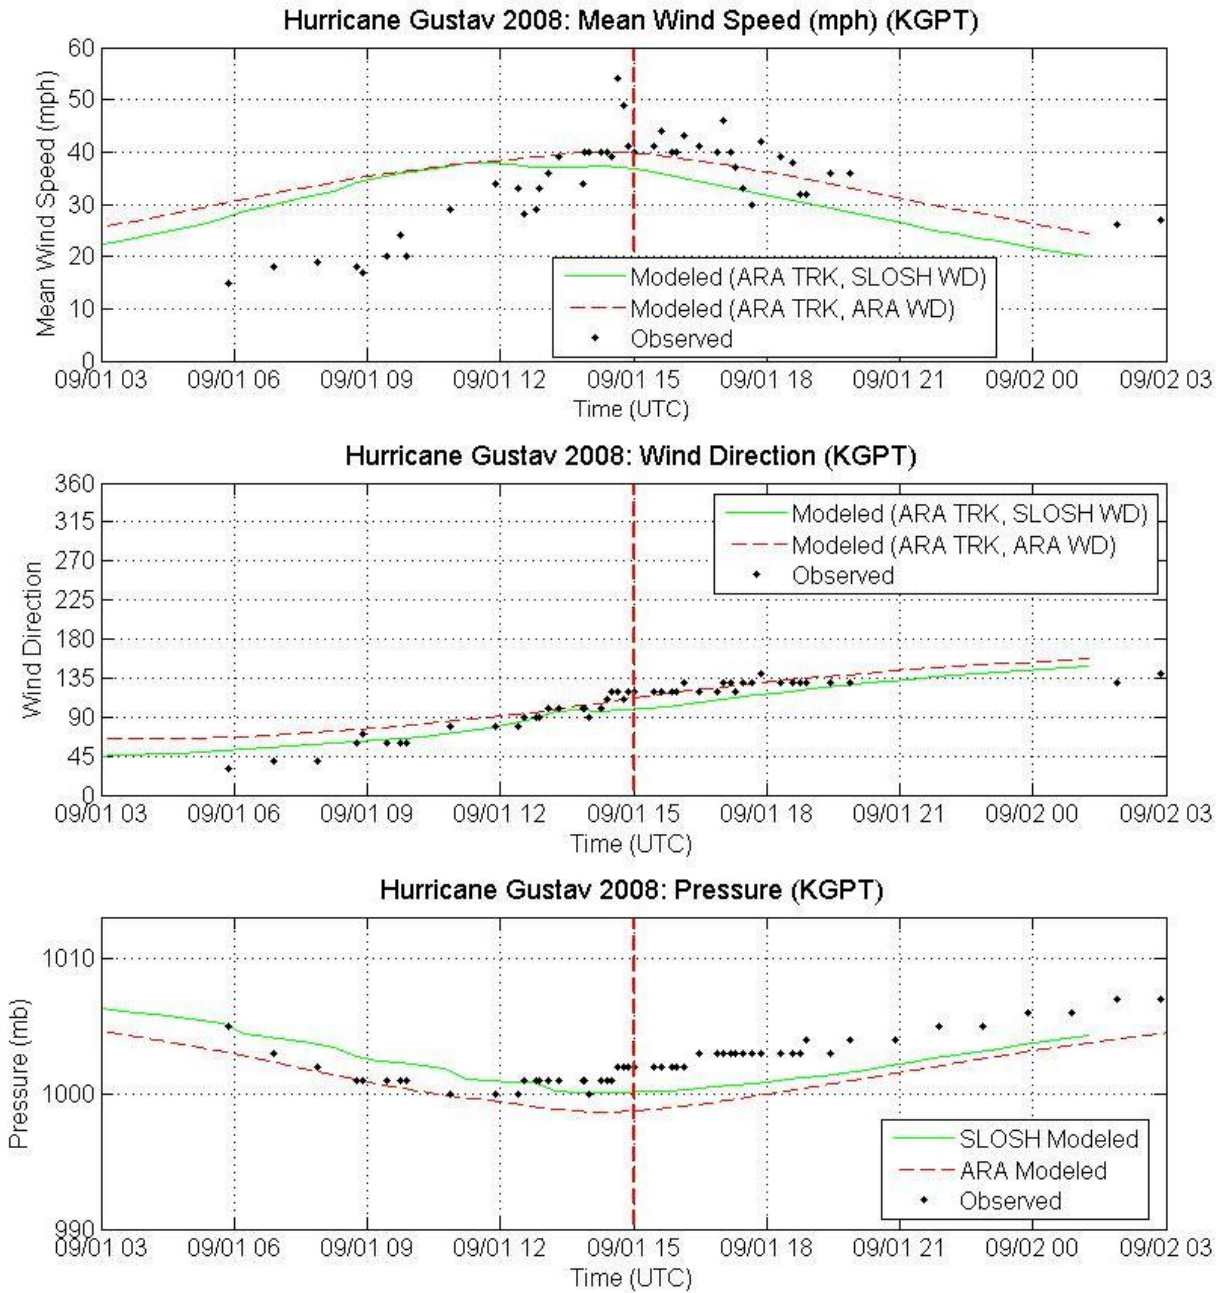 Hurricane Gustav 2008: Mean Wind Speed (mph) (KGPT)
60
50
40
30
20
10
0
Mean Wind Speed (mph)
Modeled (ARA TRK, SLOSH WD)
Modeled (ARA TRK, ARA WD)
Observed
09/01 03 09/01 06 09/01 09 09/01 12 09/01 15 09/01 18 09/01 21 09/02 00 09/02 03
Time (UTC)
Hurricane Gustav 2008: Wind Direction (KGPT)
360
315
270
225
180
135
90
45
0
Wind Direction
Modeled (ARA TRK, SLOSH WD)
Modeled (ARA TRK, ARA WD)
Observed
09/01 03 09/01 06 09/01 09 09/01 12 09/01 15 09/01 18 09/01 21 09/02 00 09/02 03
Time (UTC)
Hurricane Gustav 2008: Pressure (KGPT)
1010
1000
990
Pressure (mb)
SLOSH Modeled
ARA Modeled
Observed
09/01 03 09/01 06 09/01 09 09/01 12 09/01 15 09/01 18 09/01 21 09/02 00 09/02 03
Time (UTC)